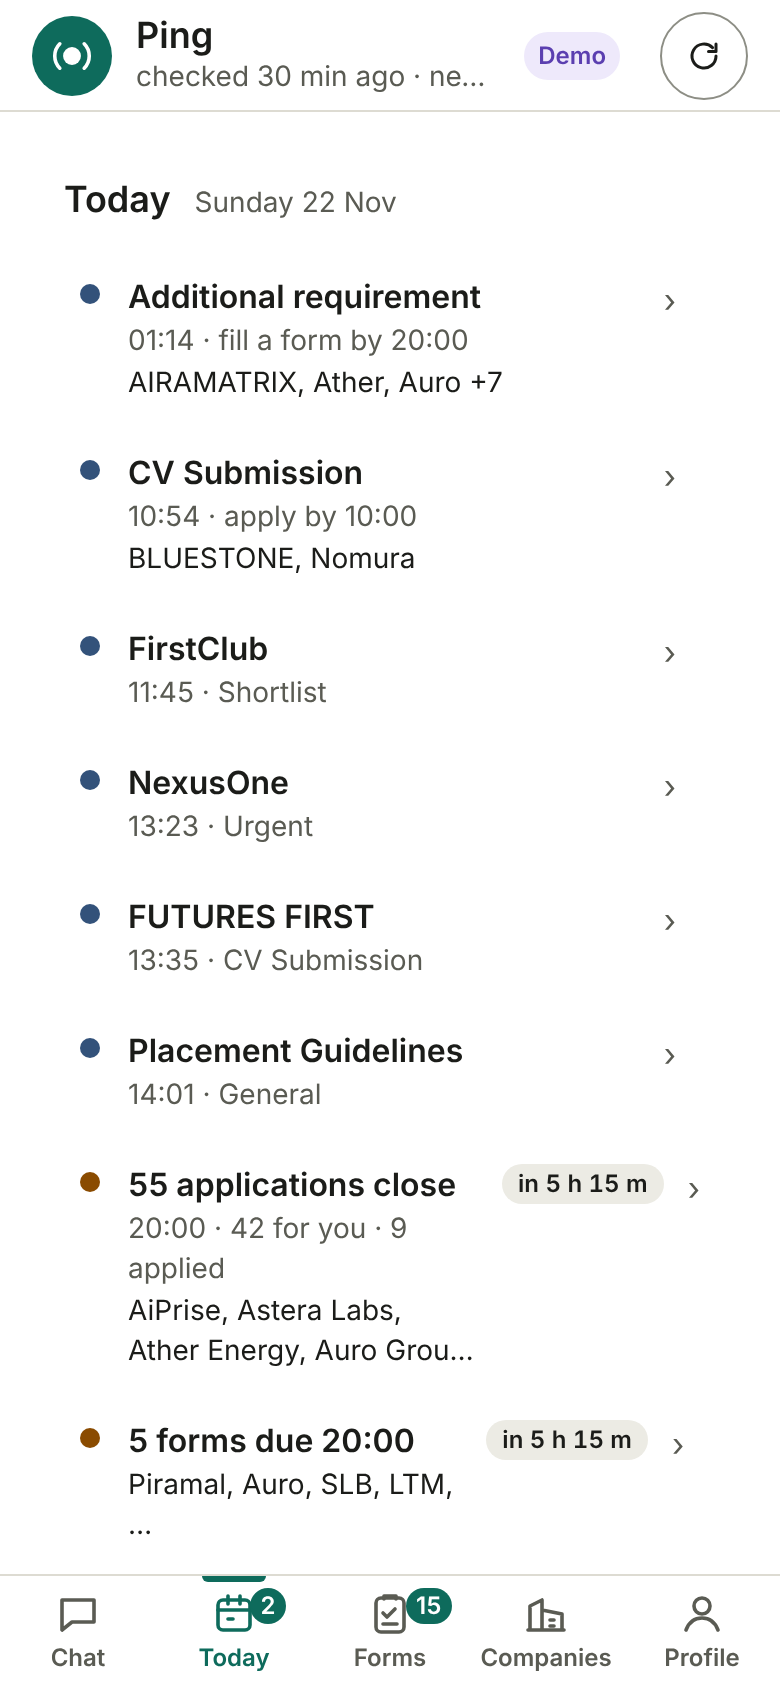 Ping
checked 30 min ago · ne...
Demo
Today Sunday 22 Nov
Additional requirement
01:14 · fill a form by 20:00
AIRAMATRIX, Ather, Auro +7
CV Submission
10:54 · apply by 10:00
BLUESTONE, Nomura
FirstClub
11:45 · Shortlist
NexusOne
13:23 · Urgent
FUTURES FIRST
13:35 · CV Submission
Placement Guidelines
14:01 · General
55 applications close
in 5 h 15 m
20:00 · 42 for you · 9
applied
AiPrise, Astera Labs,
Ather Energy, Auro Grou...
5 forms due 20:00
in 5 h 15 m
Piramal, Auro, SLB, LTM,
...
2
15
Chat Today Forms Companies Profile